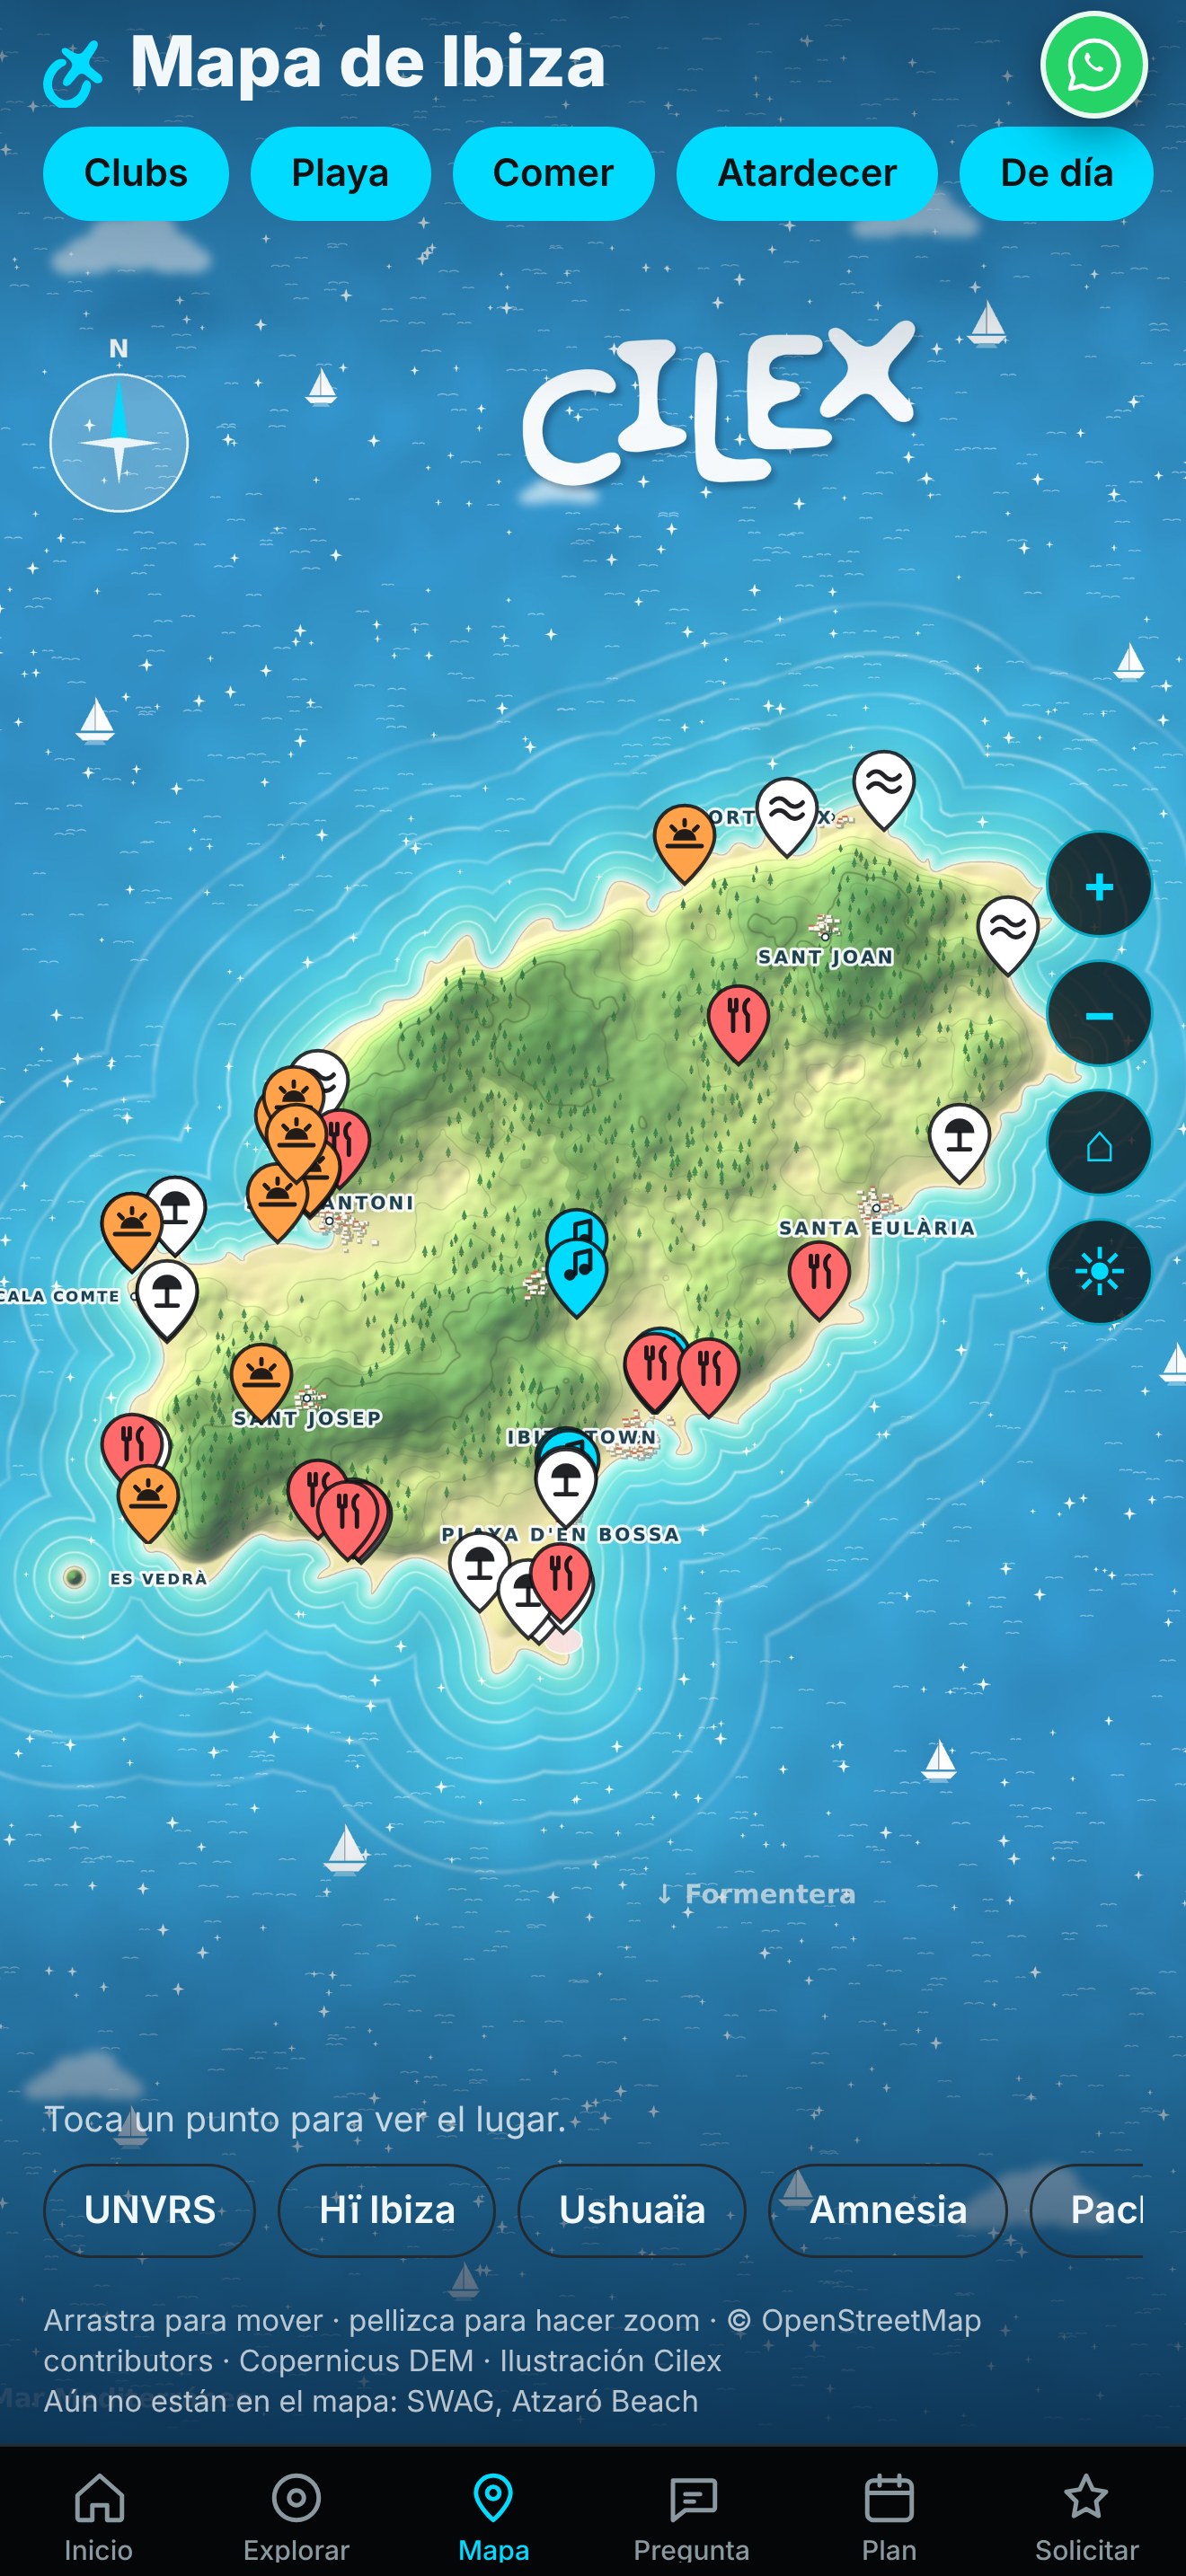 Mapa de Ibiza
Clubs
Playa
Comer
Atardecer
De día
N
CILEX
SANT JOAN
ANTONI
SANTA EULÀRIA
CALA COMTE
SANT JOSEP
TOWN
PLAYA D'EN BOSSA
ES VEDRÀ
↓ Formentera
Toca un punto para ver el lugar.
UNVRS
Hï Ibiza
Ushuaïa
Amnesia
Arrastra para mover · pellizca para hacer zoom · © OpenStreetMap
contributors · Copernicus DEM · Ilustración Cilex
Aún no están en el mapa: SWAG, Atzaró Beach
Inicio
Explorar
Mapa
Pregunta
Plan
Solicitar